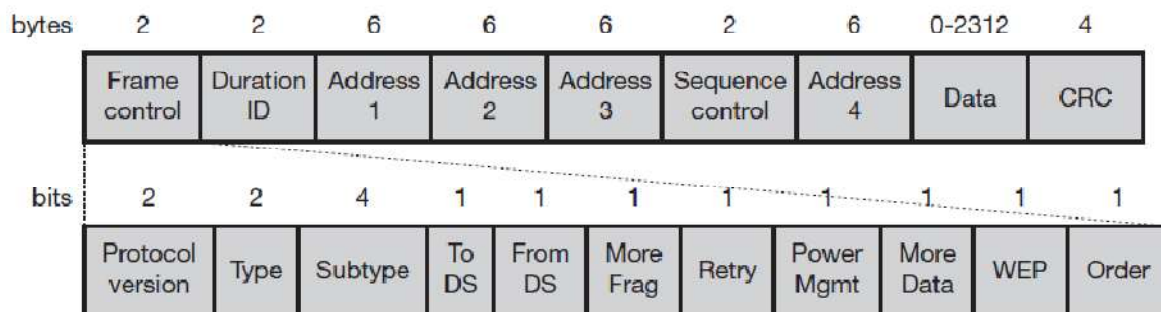 bytes 2 2 6 6 6 2 6 0-2312 4
Frame control Duration ID Address 1 Address 2 Address 3 Sequence control Address 4 Data CRC
bits 2 2 4 1 1 1 1 1 1 1 1
Protocol version Type Subtype To DS From DS More Frag Retry Power Mgmt More Data WEP Order